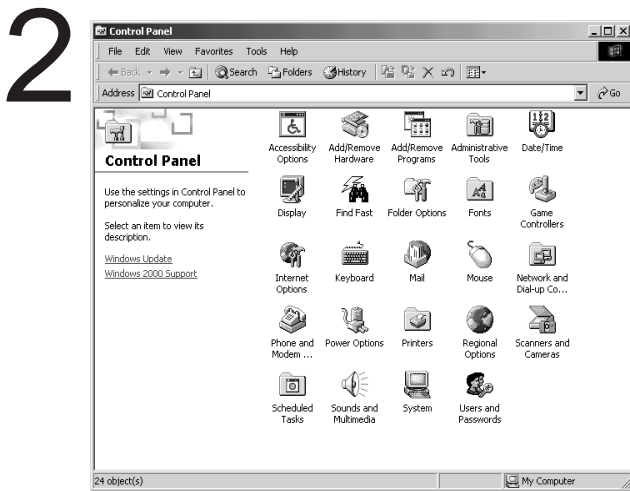 2
Control Panel
File Edit View Favorites Tools Help
Back Search Folders History
Address Control Panel Go
Control Panel
Use the settings in Control Panel to
personalize your computer.
Select an item to view its
description.
Windows Update
Windows 2000 Support
Accessibility Options
Add/Remove Hardware
Add/Remove Programs
Administrative Tools
Date/Time
Display
Find Fast
Folder Options
Fonts
Game Controllers
Internet Options
Keyboard
Mail
Mouse
Network and Dial-up Co...
Phone and Modem ...
Power Options
Printers
Regional Options
Scanners and Cameras
Scheduled Tasks
Sounds and Multimedia
System
Users and Passwords
24 object(s)
My Computer